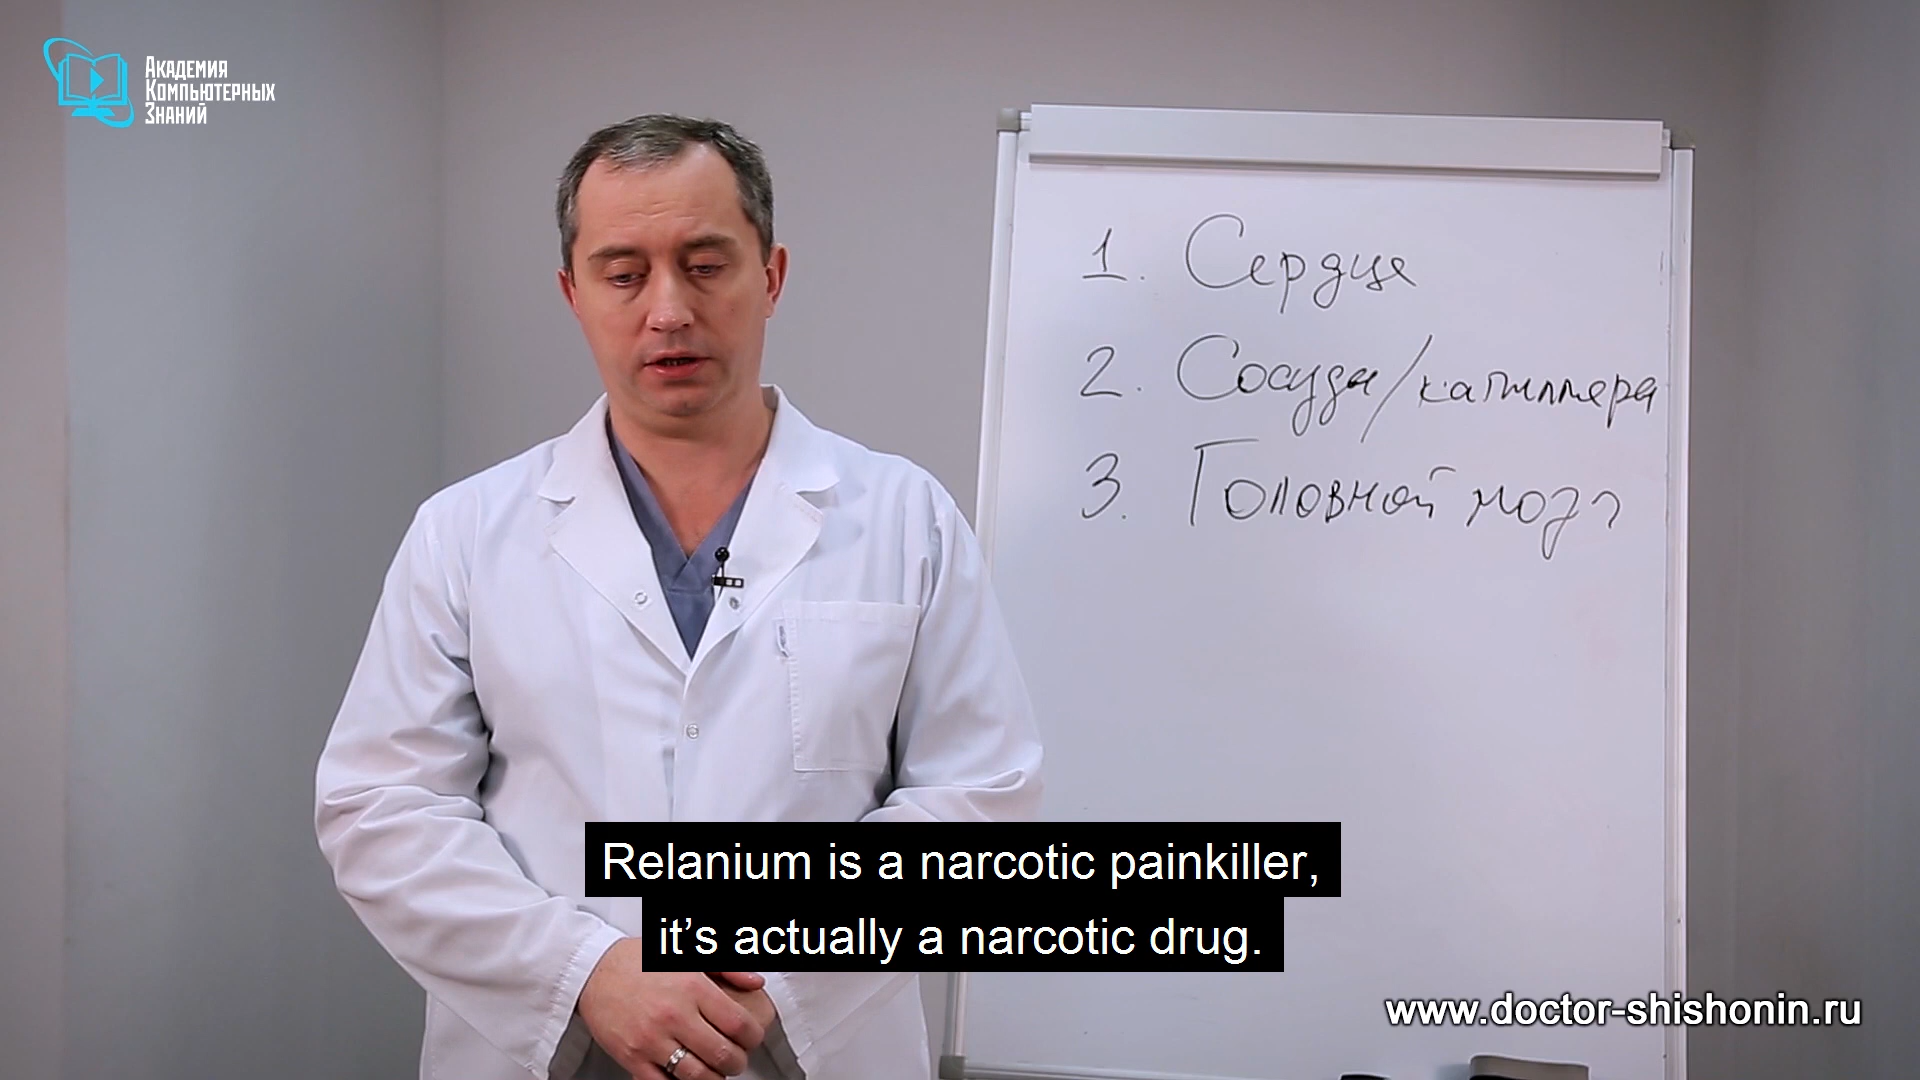 Академия
Компьютерных
Знаний
1. Сердце
2. Сосуды/капилляры
3. Головной мозг
Relanium is a narcotic painkiller,
it’s actually a narcotic drug.
www.doctor-shishonin.ru